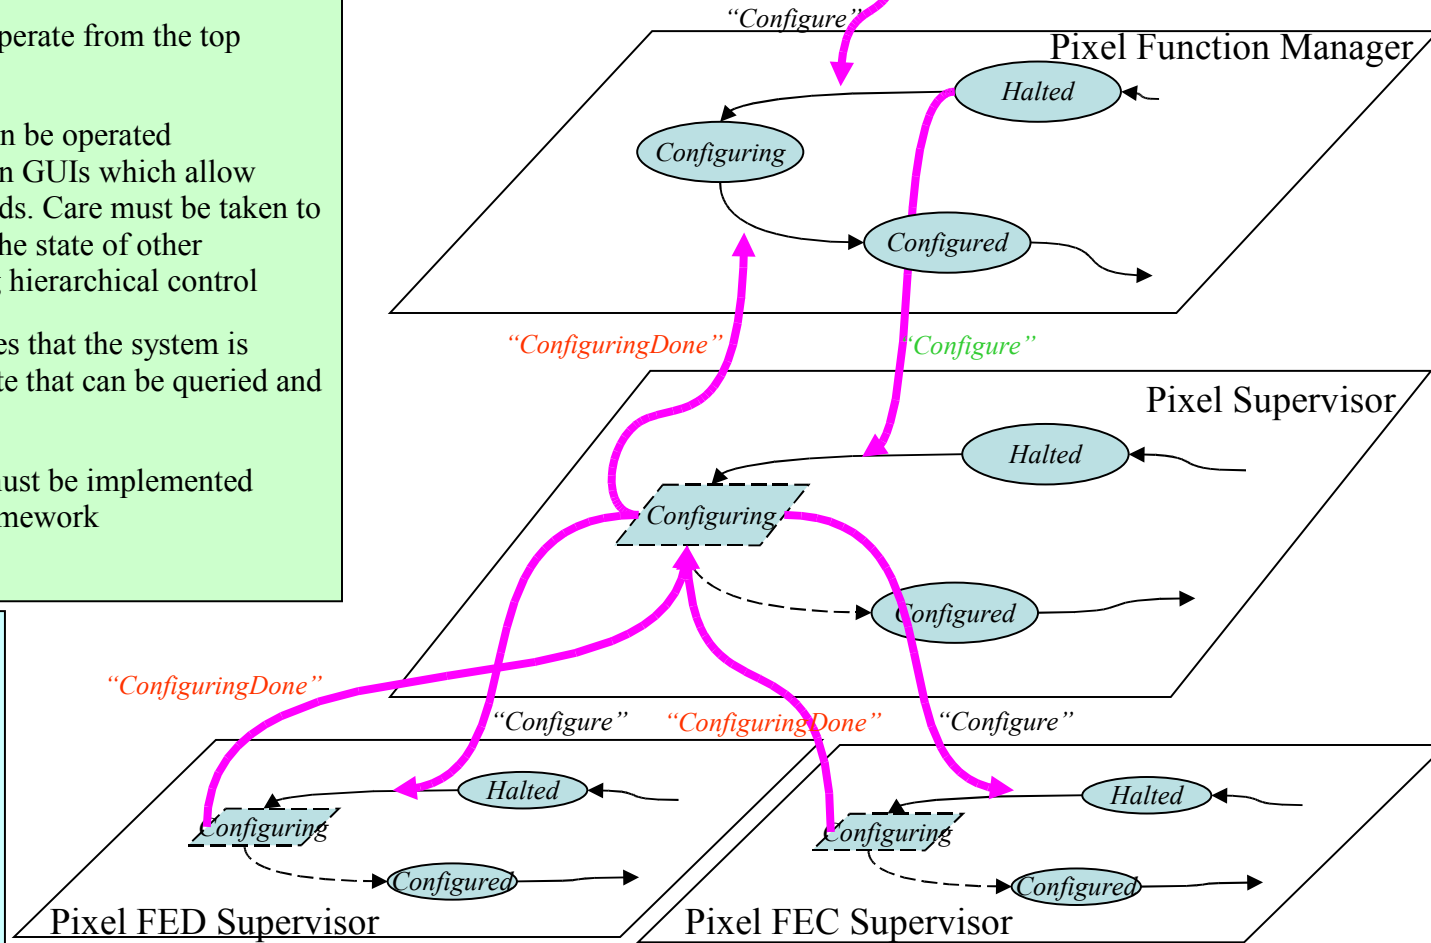 perate from the top
n be operated
n GUIs which allow
ds. Care must be taken to
he state of other
hierarchical control
es that the system is
te that can be queried and
ust be implemented
mework
“Configure”
Pixel Function Manager
Halted
Configuring
Configured
“ConfiguringDone”
“Configure”
Pixel Supervisor
Halted
Configuring
Configured
“ConfiguringDone”
“Configure”
“ConfiguringDone”
“Configure”
Halted
Configuring
Configured
Pixel FED Supervisor
Halted
Configuring
Configured
Pixel FEC Supervisor